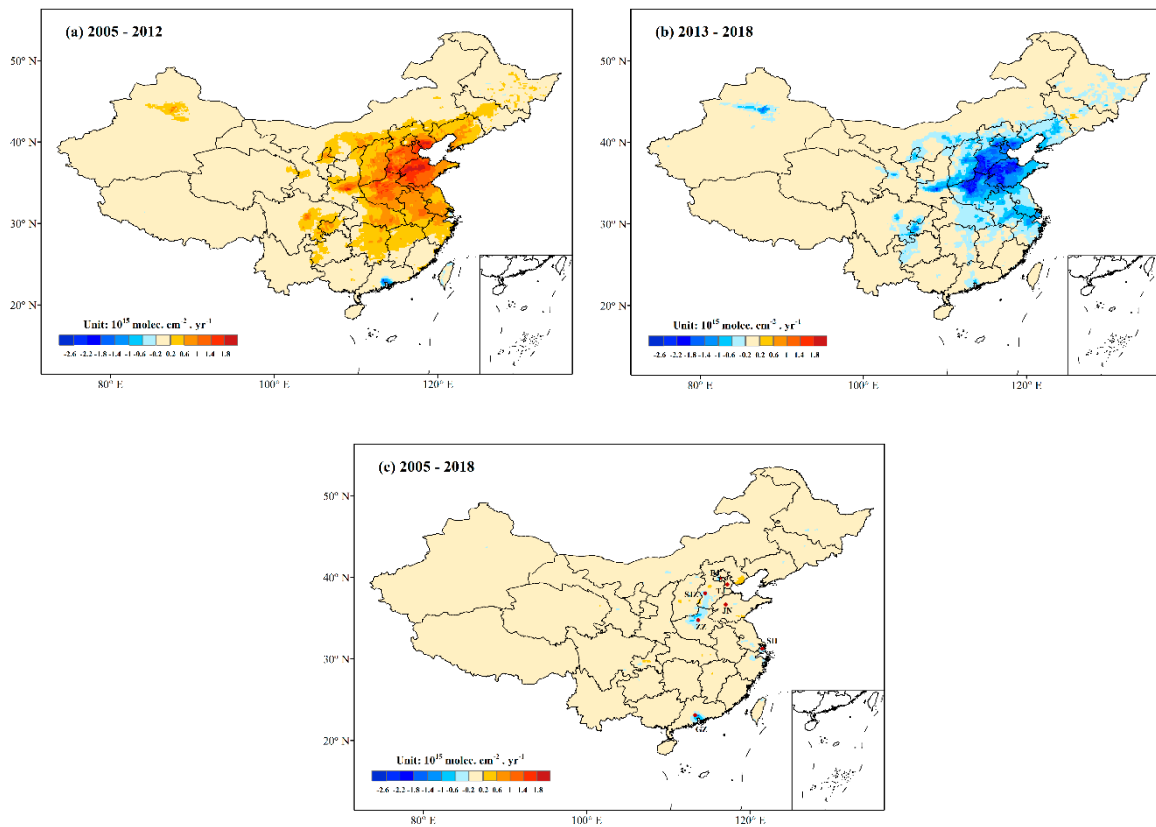 (a) 2005 - 2012
50° N
40° N
30° N
20° N
Unit: 10¹⁵ molec. cm⁻² . yr⁻¹
-2.6 -2.2 -1.8 -1.4 -1 -0.6 -0.2 0.2 0.6 1 1.4 1.8
80° E 100° E 120° E
(b) 2013 - 2018
50° N
40° N
30° N
20° N
Unit: 10¹⁵ molec. cm⁻² . yr⁻¹
-2.6 -2.2 -1.8 -1.4 -1 -0.6 -0.2 0.2 0.6 1 1.4 1.8
80° E 100° E 120° E
(c) 2005 - 2018
50° N
40° N
30° N
20° N
BJ
TJ
SJZ
JN
ZZ
SH
GZ
Unit: 10¹⁵ molec. cm⁻² . yr⁻¹
-2.6 -2.2 -1.8 -1.4 -1 -0.6 -0.2 0.2 0.6 1 1.4 1.8
80° E 100° E 120° E